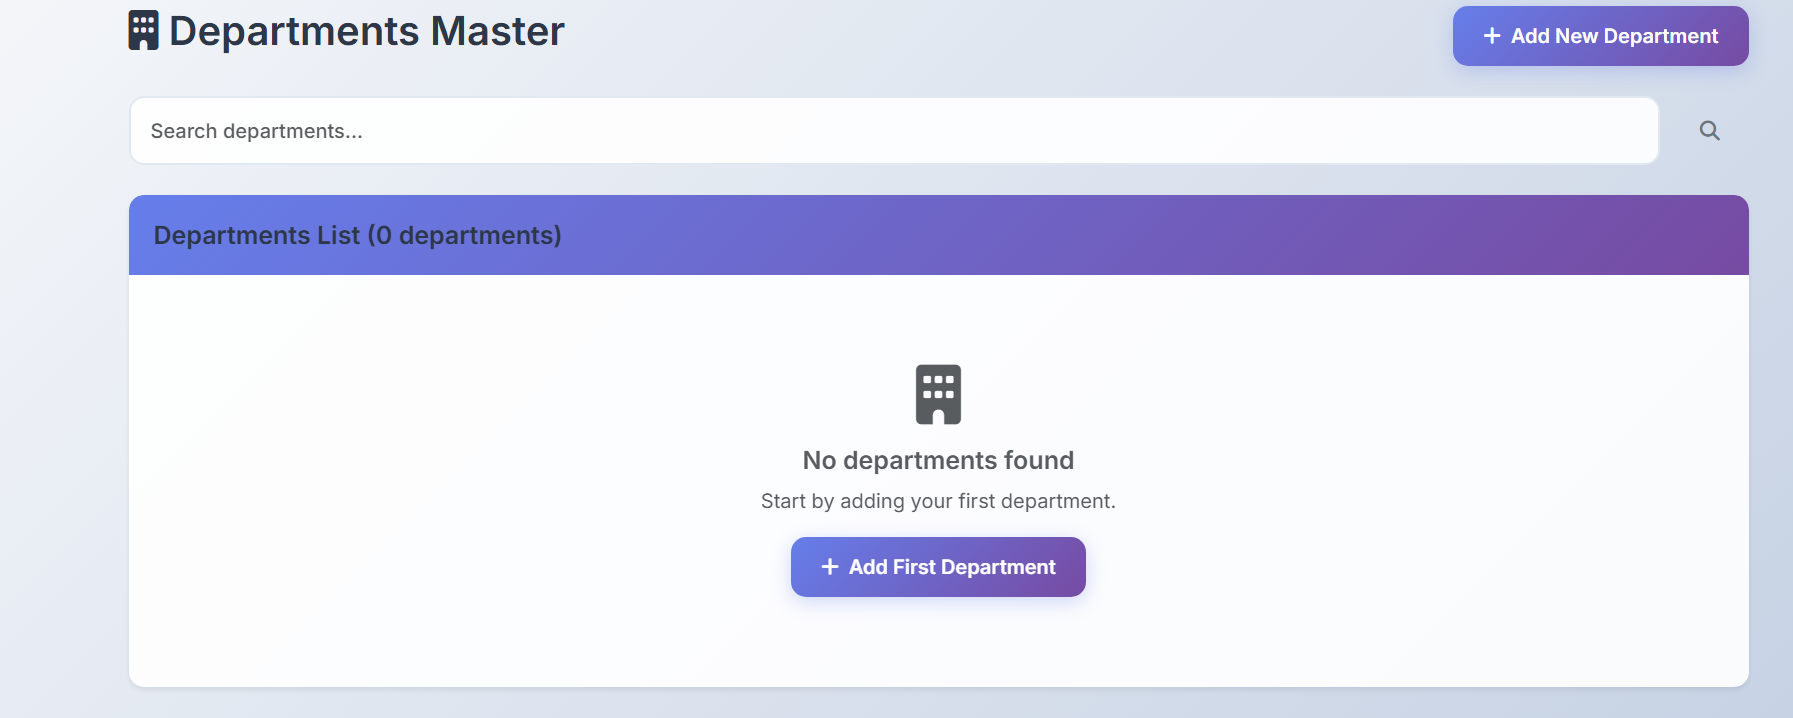 Departments Master
Add New Department
Search departments...
Departments List (0 departments)
No departments found
Start by adding your first department.
Add First Department